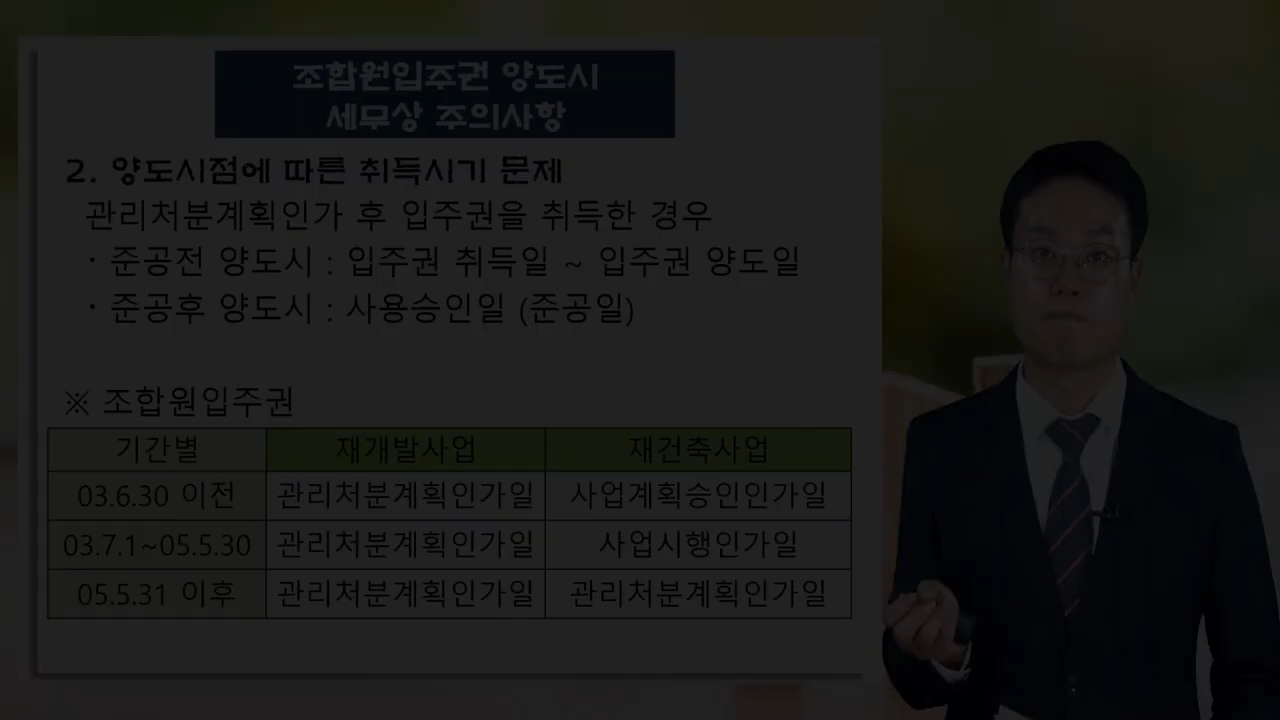 조합원입주권 양도시
세무상 주의사항
2. 양도시점에 따른 취득시기 문제
관리처분계획인가 후 입주권을 취득한 경우
· 준공전 양도시 : 입주권 취득일 ~ 입주권 양도일
· 준공후 양도시 : 사용승인일 (준공일)
※ 조합원입주권
기간별 재개발사업 재건축사업
03.6.30 이전 관리처분계획인가일 사업계획승인인가일
03.7.1~05.5.30 관리처분계획인가일 사업시행인가일
05.5.31 이후 관리처분계획인가일 관리처분계획인가일